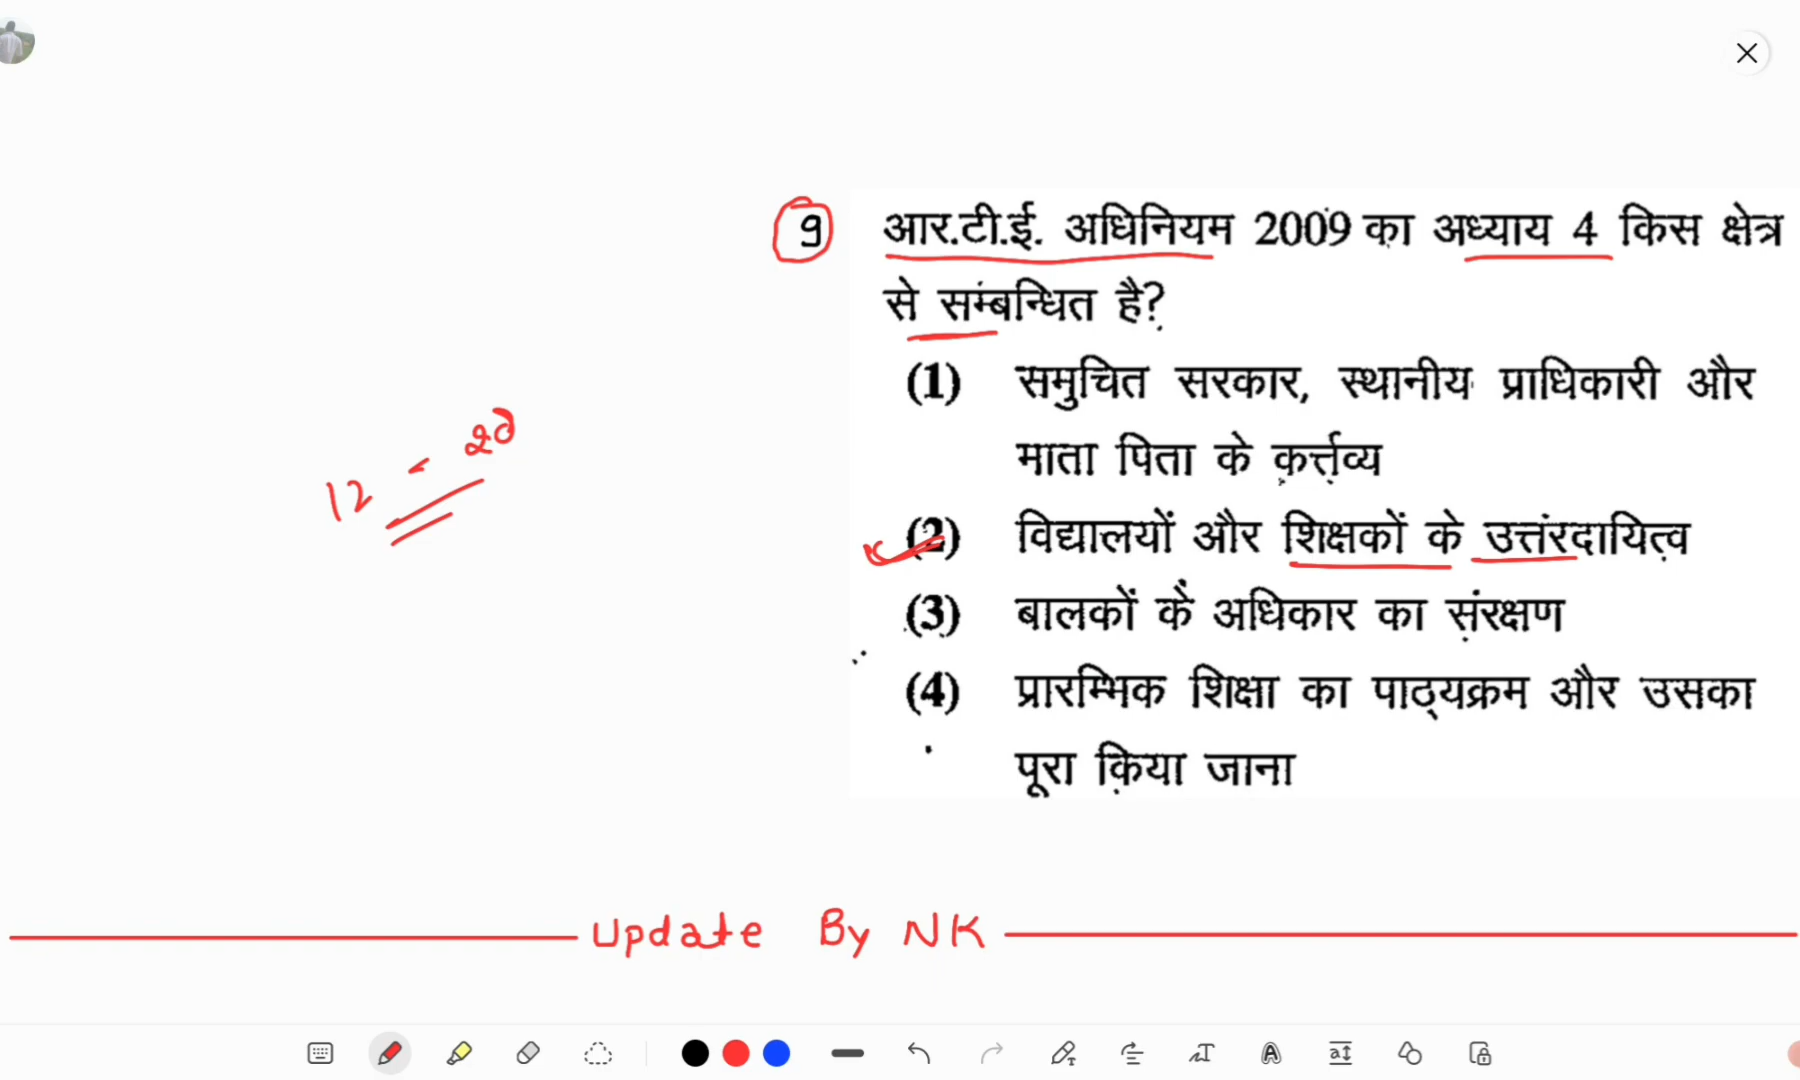 9 आर.टी.ई. अधिनियम 2009 का अध्याय 4 किस क्षेत्र
से सम्बन्धित है?
(1) समुचित सरकार, स्थानीय प्राधिकारी और
माता पिता के कर्त्तव्य
12 - 28
(2) विद्यालयों और शिक्षकों के उत्तरदायित्व
(3) बालकों के अधिकार का संरक्षण
(4) प्रारम्भिक शिक्षा का पाठ्यक्रम और उसका
पूरा किया जाना
Update By NK